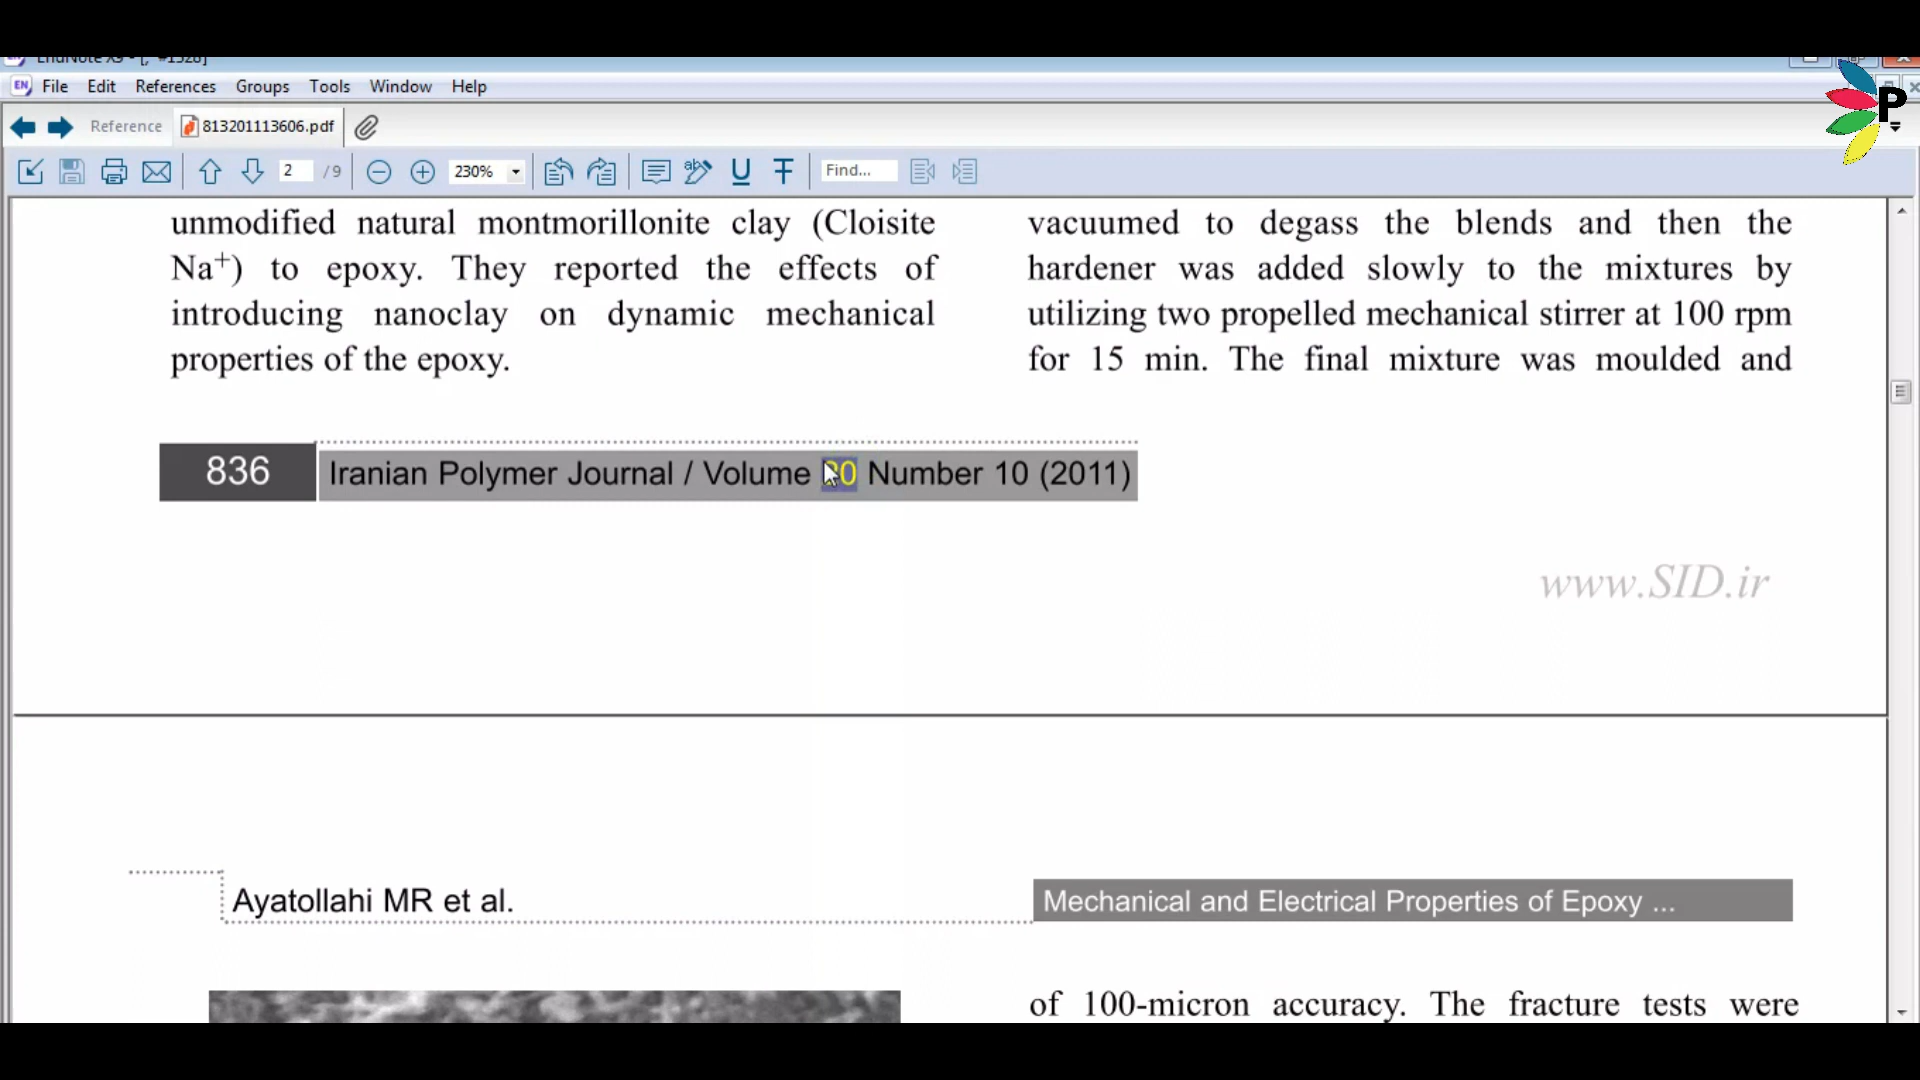 EndNote X9 - [, #1528]
File Edit References Groups Tools Window Help
Reference 813201113606.pdf
2 / 9 230% Find...
P
unmodified natural montmorillonite clay (Cloisite
Na+) to epoxy. They reported the effects of
introducing nanoclay on dynamic mechanical
properties of the epoxy.
vacuumed to degass the blends and then the
hardener was added slowly to the mixtures by
utilizing two propelled mechanical stirrer at 100 rpm
for 15 min. The final mixture was moulded and
836 Iranian Polymer Journal / Volume 20 Number 10 (2011)
www.SID.ir
Ayatollahi MR et al.
Mechanical and Electrical Properties of Epoxy ...
of 100-micron accuracy. The fracture tests were